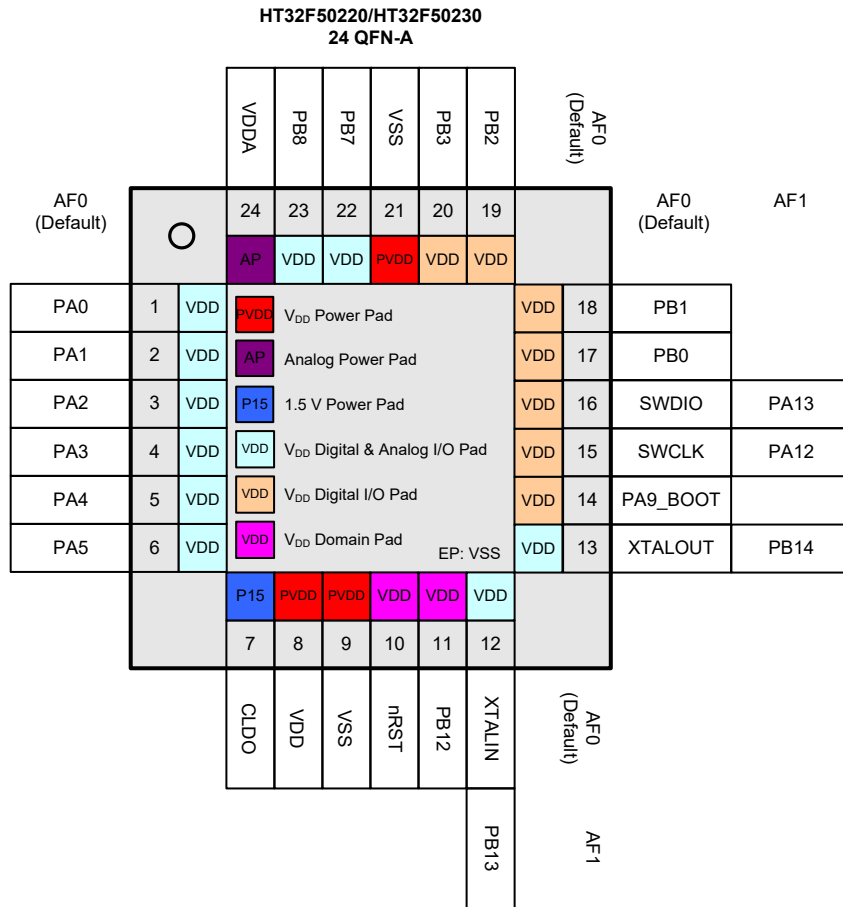 HT32F50220/HT32F50230
24 QFN-A
VDDA PB8 PB7 VSS PB3 PB2 AF0 (Default)
AF0 (Default) AF0 (Default) AF1
24 23 22 21 20 19
AP VDD VDD PVDD VDD VDD
PA0 1 VDD PVDD VDD Power Pad VDD 18 PB1
PA1 2 VDD AP Analog Power Pad VDD 17 PB0
PA2 3 VDD P15 1.5 V Power Pad VDD 16 SWDIO PA13
PA3 4 VDD VDD VDD Digital & Analog I/O Pad VDD 15 SWCLK PA12
PA4 5 VDD VDD VDD Digital I/O Pad VDD 14 PA9_BOOT
PA5 6 VDD VDD VDD Domain Pad EP: VSS VDD 13 XTALOUT PB14
P15 PVDD PVDD VDD VDD VDD
7 8 9 10 11 12
CLDO VDD VSS nRST PB12 XTALIN AF0 (Default)
PB13 AF1